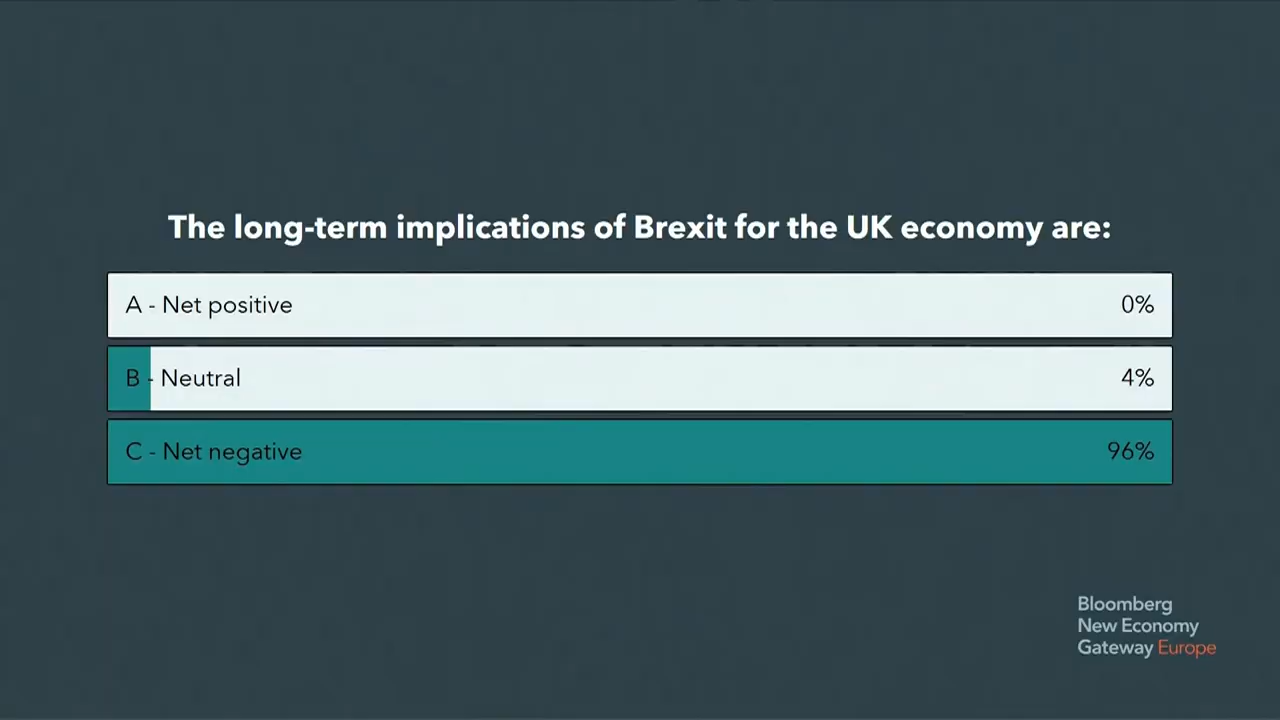 The long-term implications of Brexit for the UK economy are:
A - Net positive 0%
B - Neutral 4%
C - Net negative 96%
Bloomberg
New Economy
Gateway Europe